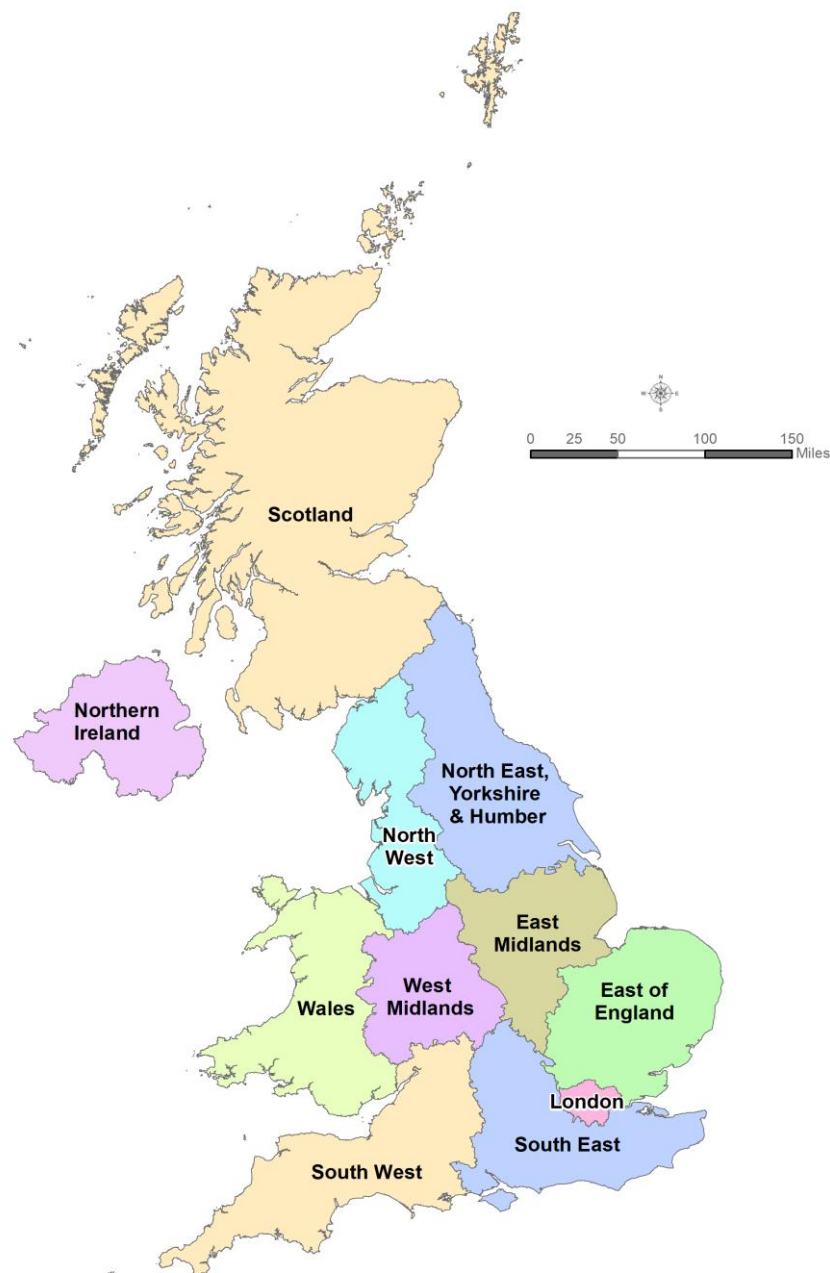 N
W E
S
0 25 50 100 150
Miles
Scotland
Northern
Ireland
North East,
Yorkshire
& Humber
North
West
East
Midlands
West
Midlands
Wales
East of
England
London
South East
South West